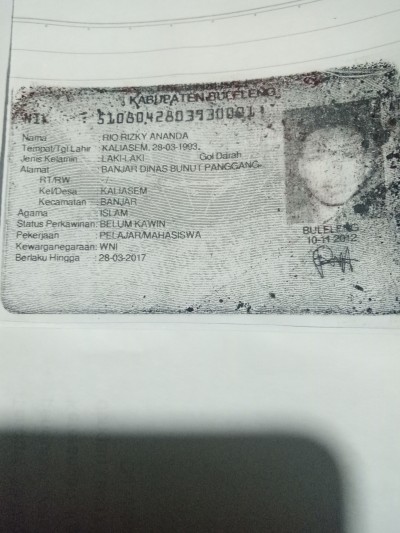 KABUPATEN BULELENG
NIK : 5108042803930001
Nama : RIO RIZKY ANANDA
Tempat/Tgl Lahir : KALIASEM, 28-03-1993
Jenis Kelamin : LAKI-LAKI Gol Darah
Alamat : BANJAR DINAS BUNUT PANGGANG
RT/RW :
Kel/Desa : KALIASEM
Kecamatan : BANJAR
Agama : ISLAM
Status Perkawinan: BELUM KAWIN
Pekerjaan : PELAJAR/MAHASISWA
Kewarganegaraan: WNI
Berlaku Hingga : 28-03-2017
BULELENG
10-11-2012